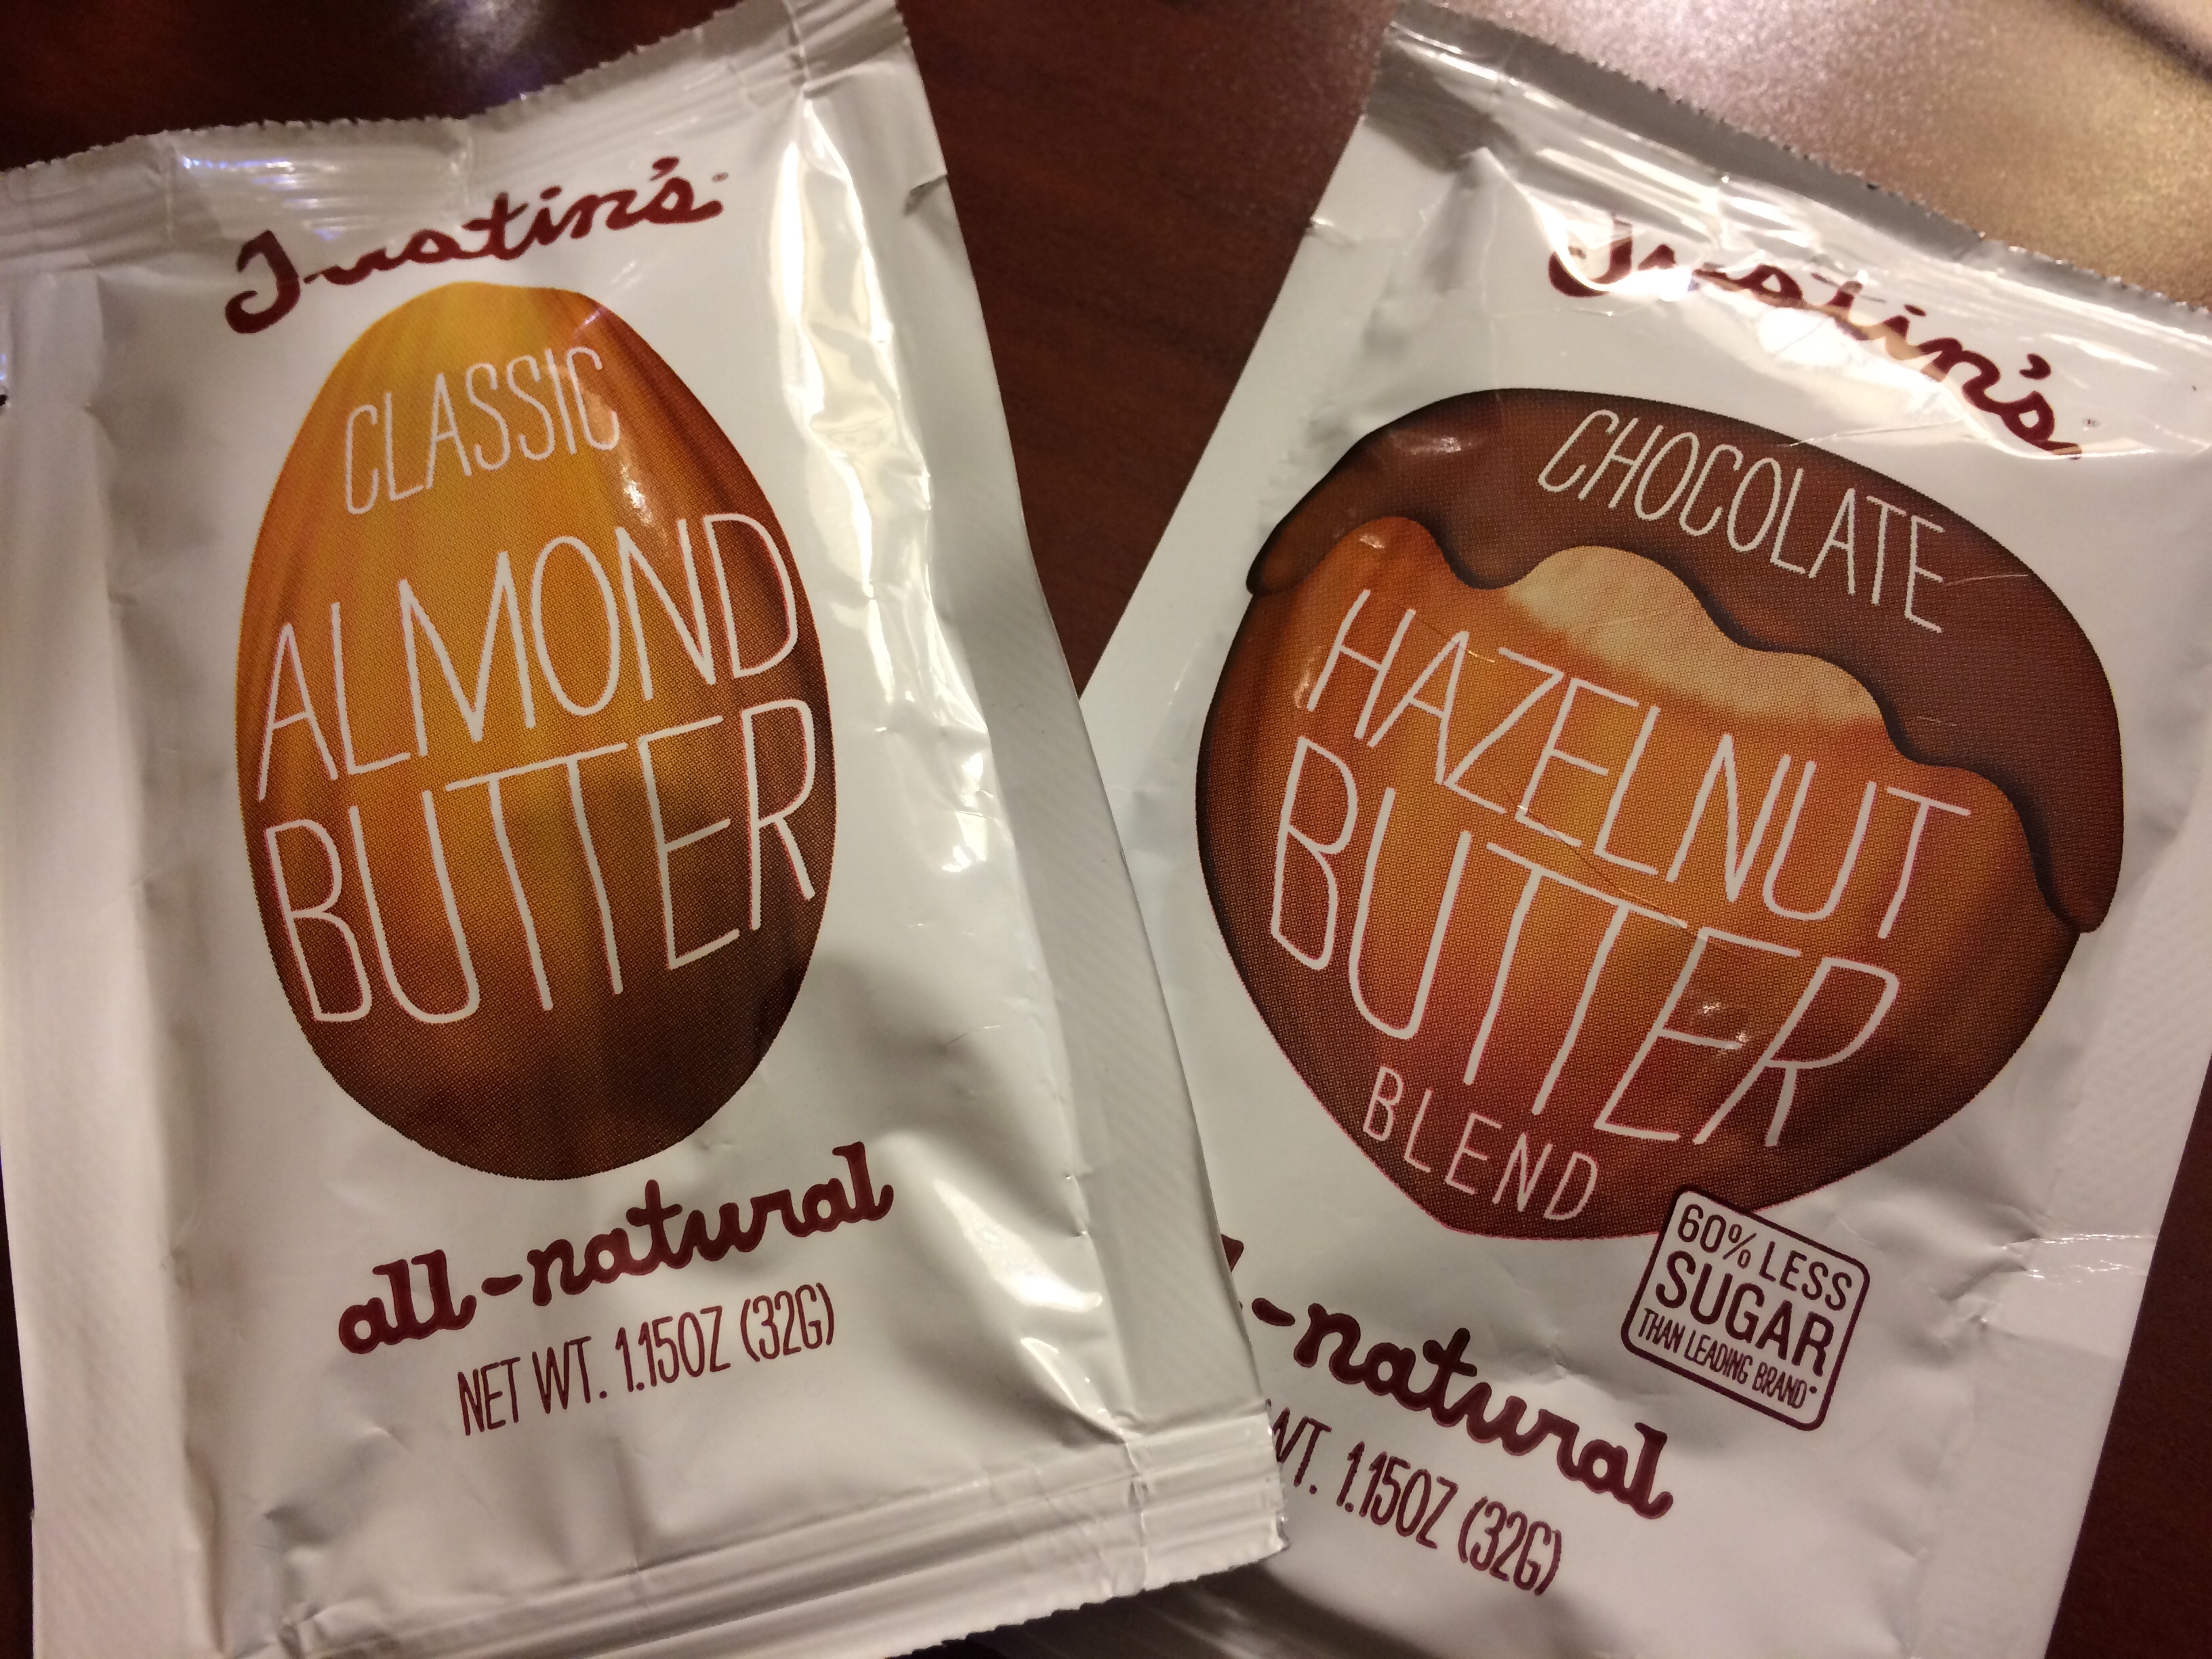 Justin's
CLASSIC
ALMOND
BUTTER
all-natural
NET WT. 1.15OZ (32G)
Justin's
CHOCOLATE
HAZELNUT
BUTTER
BLEND
60% LESS
SUGAR
THAN LEADING BRAND*
-natural
WT. 1.15OZ (32G)